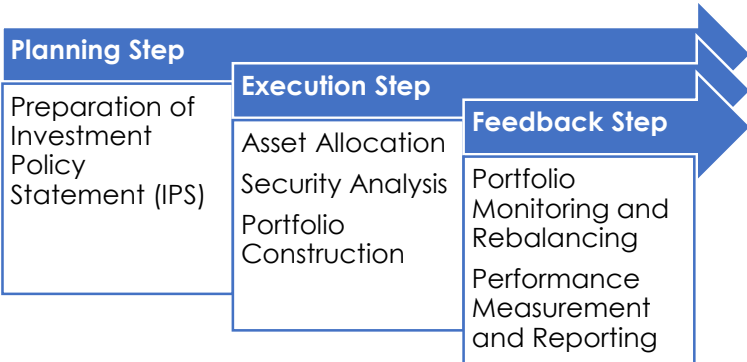 Planning Step
Preparation of
Investment
Policy
Statement (IPS)
Execution Step
Asset Allocation
Security Analysis
Portfolio
Construction
Feedback Step
Portfolio
Monitoring and
Rebalancing
Performance
Measurement
and Reporting